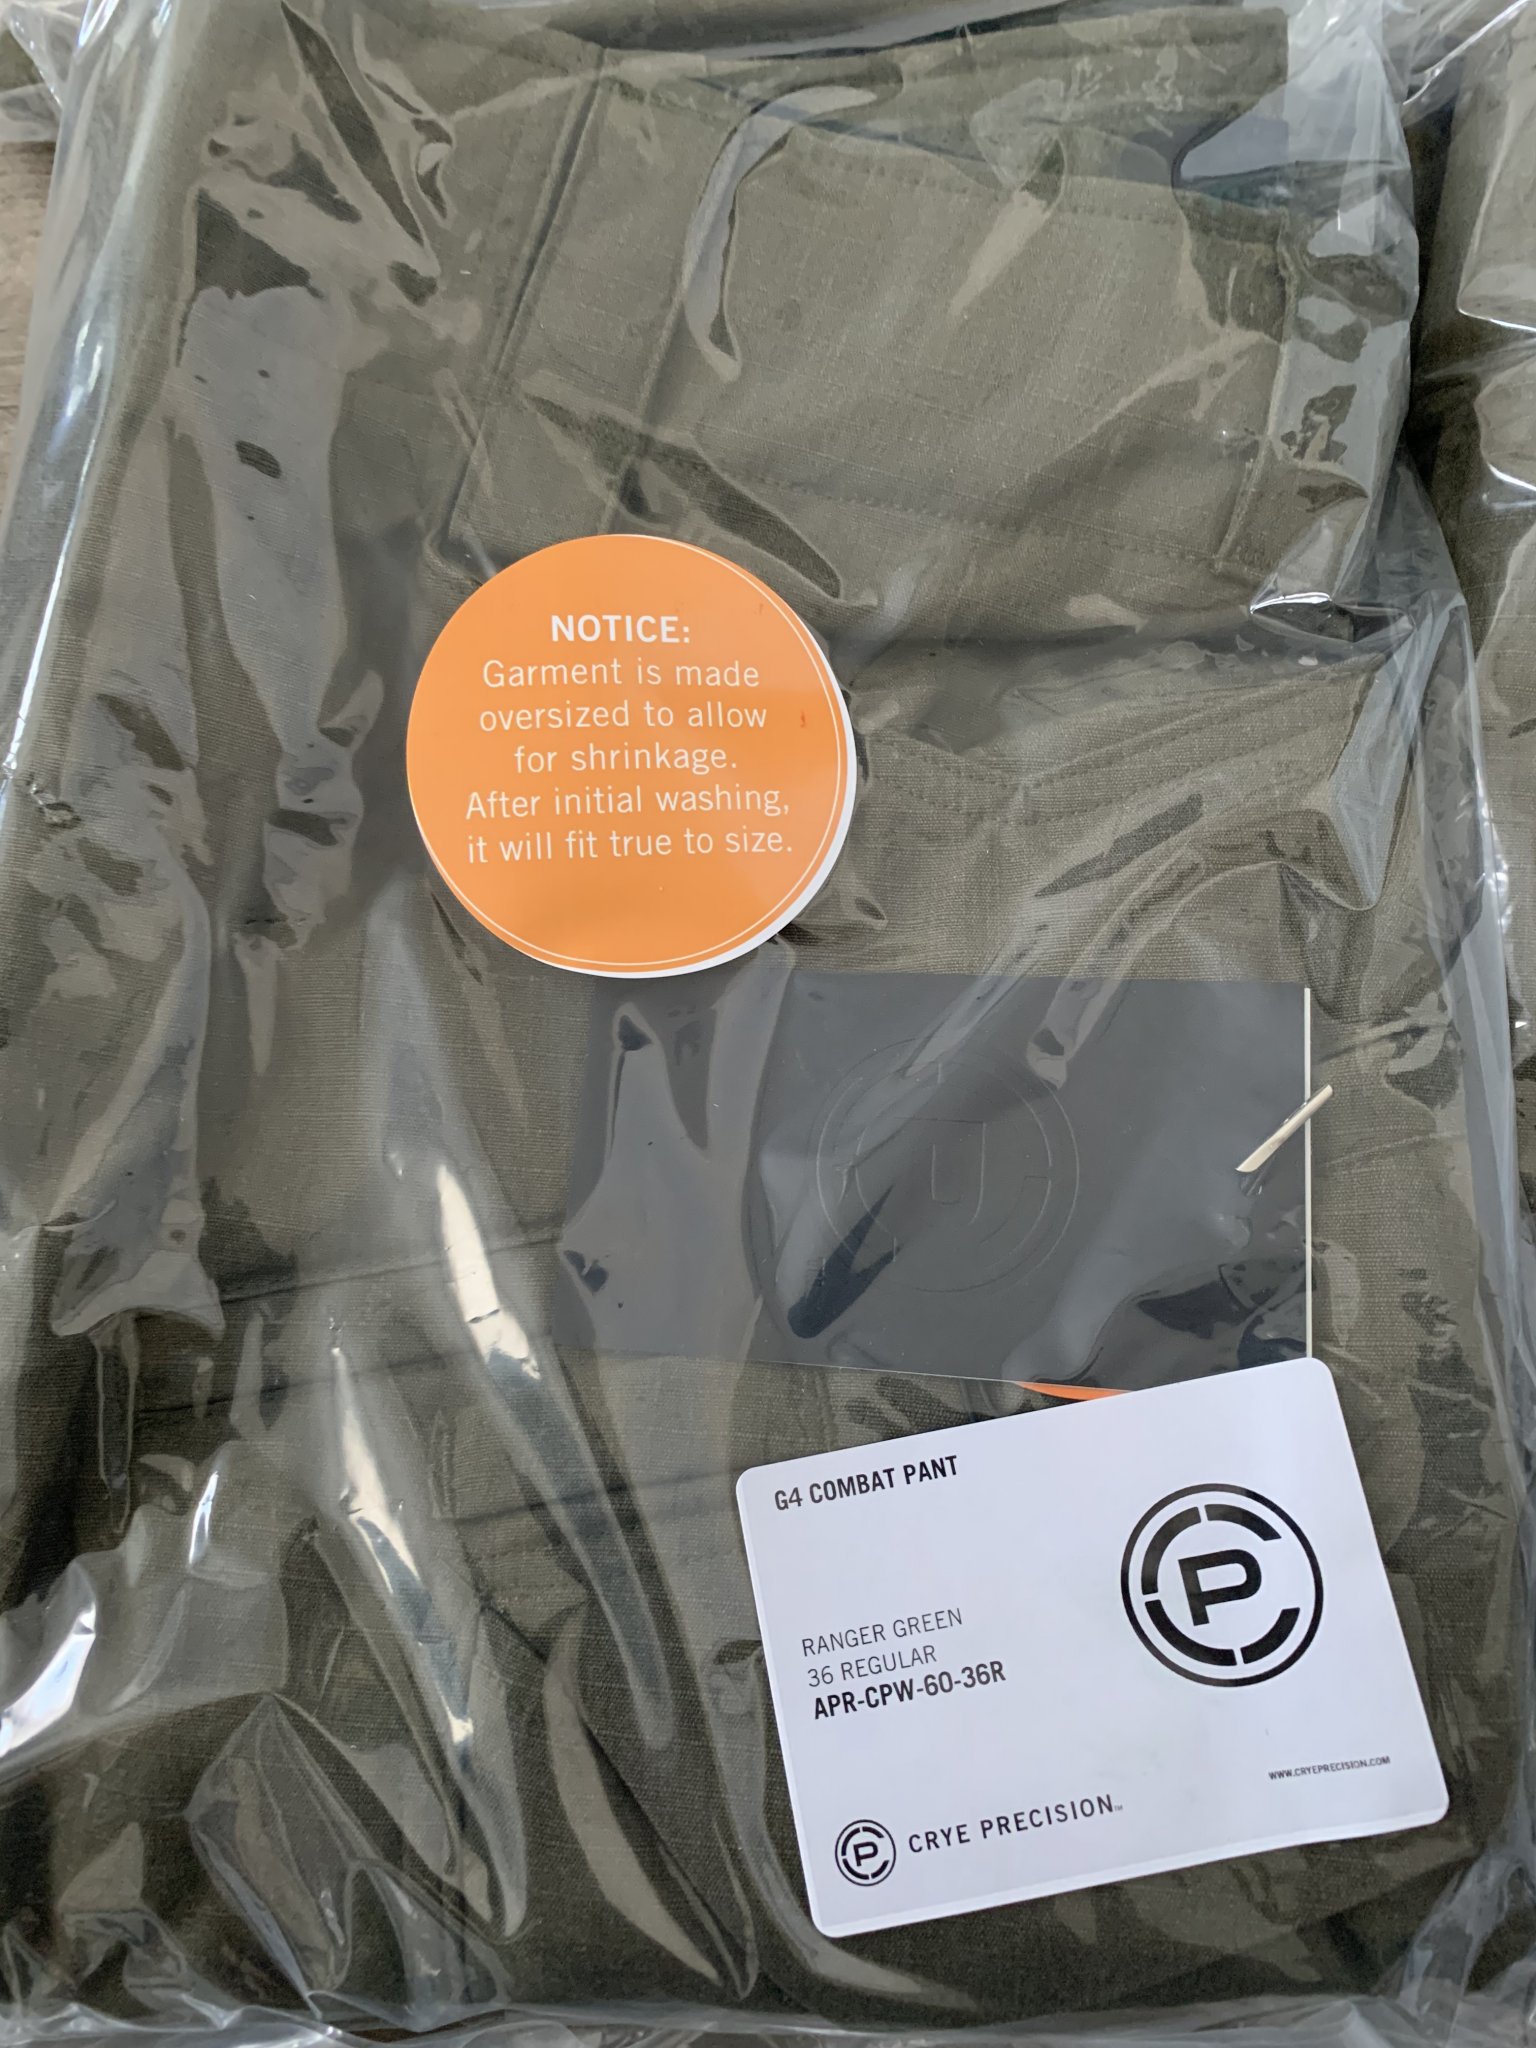 NOTICE:
Garment is made
oversized to allow
for shrinkage.
After initial washing,
it will fit true to size.
G4 COMBAT PANT
RANGER GREEN
36 REGULAR
APR-CPW-60-36R
WWW.CRYEPRECISION.COM
CRYE PRECISION™